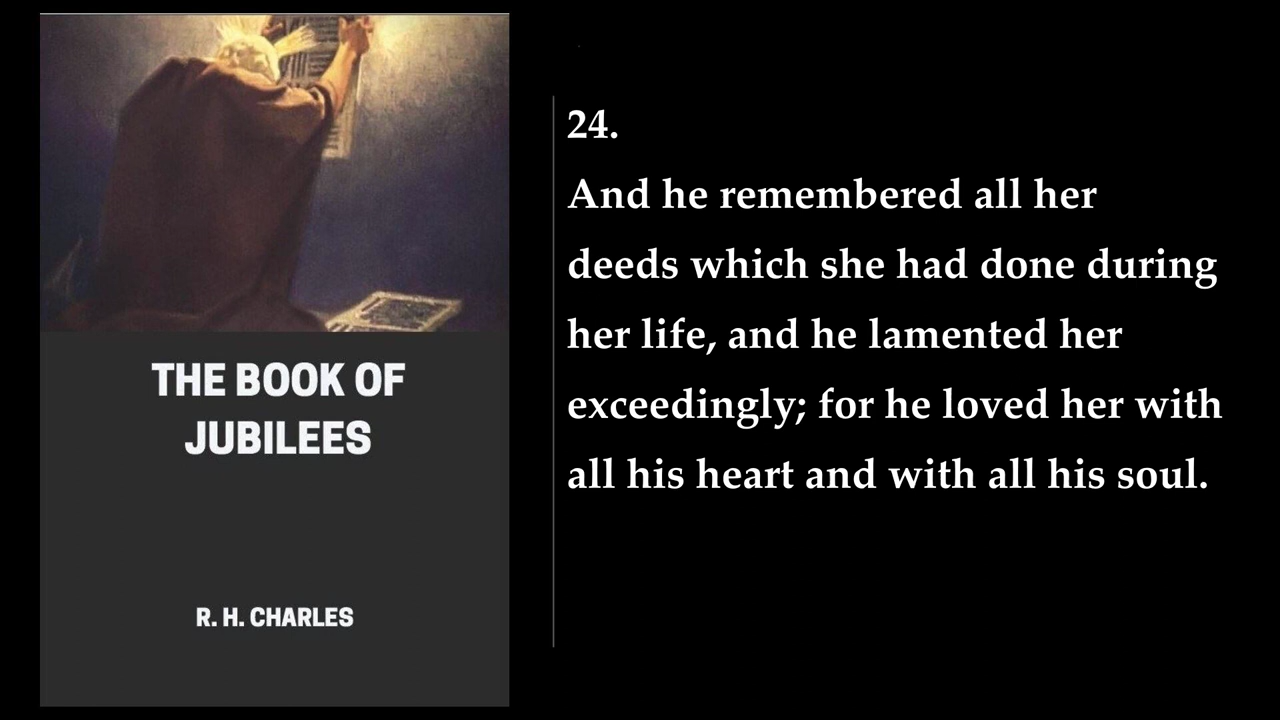 THE BOOK OF
JUBILEES
R. H. CHARLES
24.
And he remembered all her
deeds which she had done during
her life, and he lamented her
exceedingly; for he loved her with
all his heart and with all his soul.